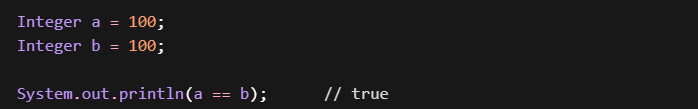 Integer a = 100;
Integer b = 100;
System.out.println(a == b);      // true